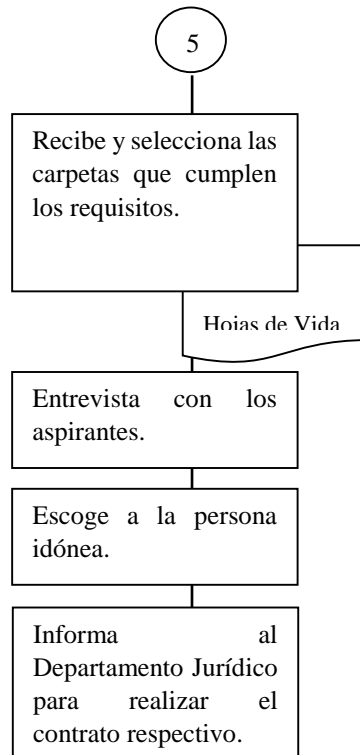 5
Recibe y selecciona las
carpetas que cumplen
los requisitos.
Hojas de Vida
Entrevista con los
aspirantes.
Escoge a la persona
idónea.
Informa al
Departamento Jurídico
para realizar el
contrato respectivo.